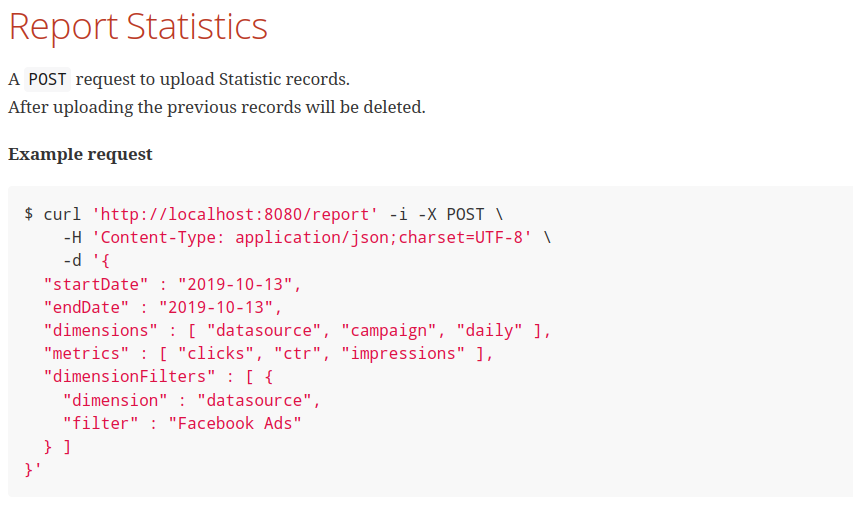 Report Statistics
A POST request to upload Statistic records.
After uploading the previous records will be deleted.
Example request
$ curl 'http://localhost:8080/report' -i -X POST \
    -H 'Content-Type: application/json;charset=UTF-8' \
    -d '{
  "startDate" : "2019-10-13",
  "endDate" : "2019-10-13",
  "dimensions" : [ "datasource", "campaign", "daily" ],
  "metrics" : [ "clicks", "ctr", "impressions" ],
  "dimensionFilters" : [ {
    "dimension" : "datasource",
    "filter" : "Facebook Ads"
  } ]
}'